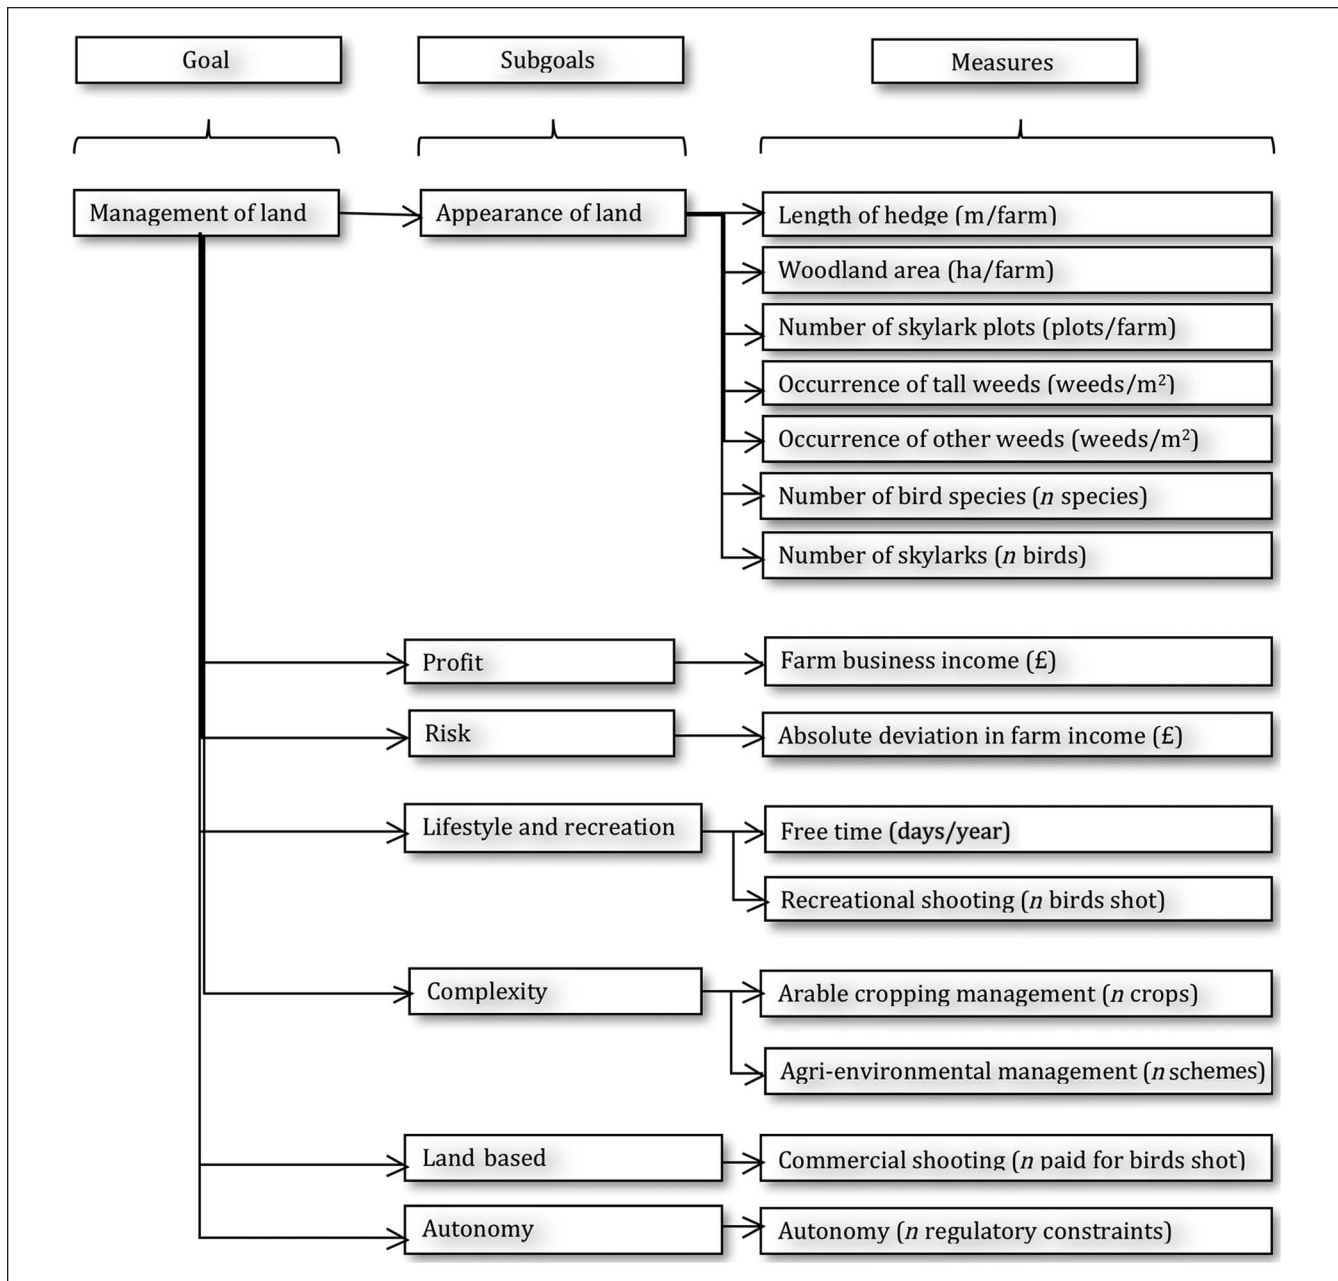 Goal
Subgoals
Measures
Management of land
Appearance of land
Length of hedge (m/farm)
Woodland area (ha/farm)
Number of skylark plots (plots/farm)
Occurrence of tall weeds (weeds/m²)
Occurrence of other weeds (weeds/m²)
Number of bird species (n species)
Number of skylarks (n birds)
Profit
Farm business income (£)
Risk
Absolute deviation in farm income (£)
Lifestyle and recreation
Free time (days/year)
Recreational shooting (n birds shot)
Complexity
Arable cropping management (n crops)
Agri-environmental management (n schemes)
Land based
Commercial shooting (n paid for birds shot)
Autonomy
Autonomy (n regulatory constraints)